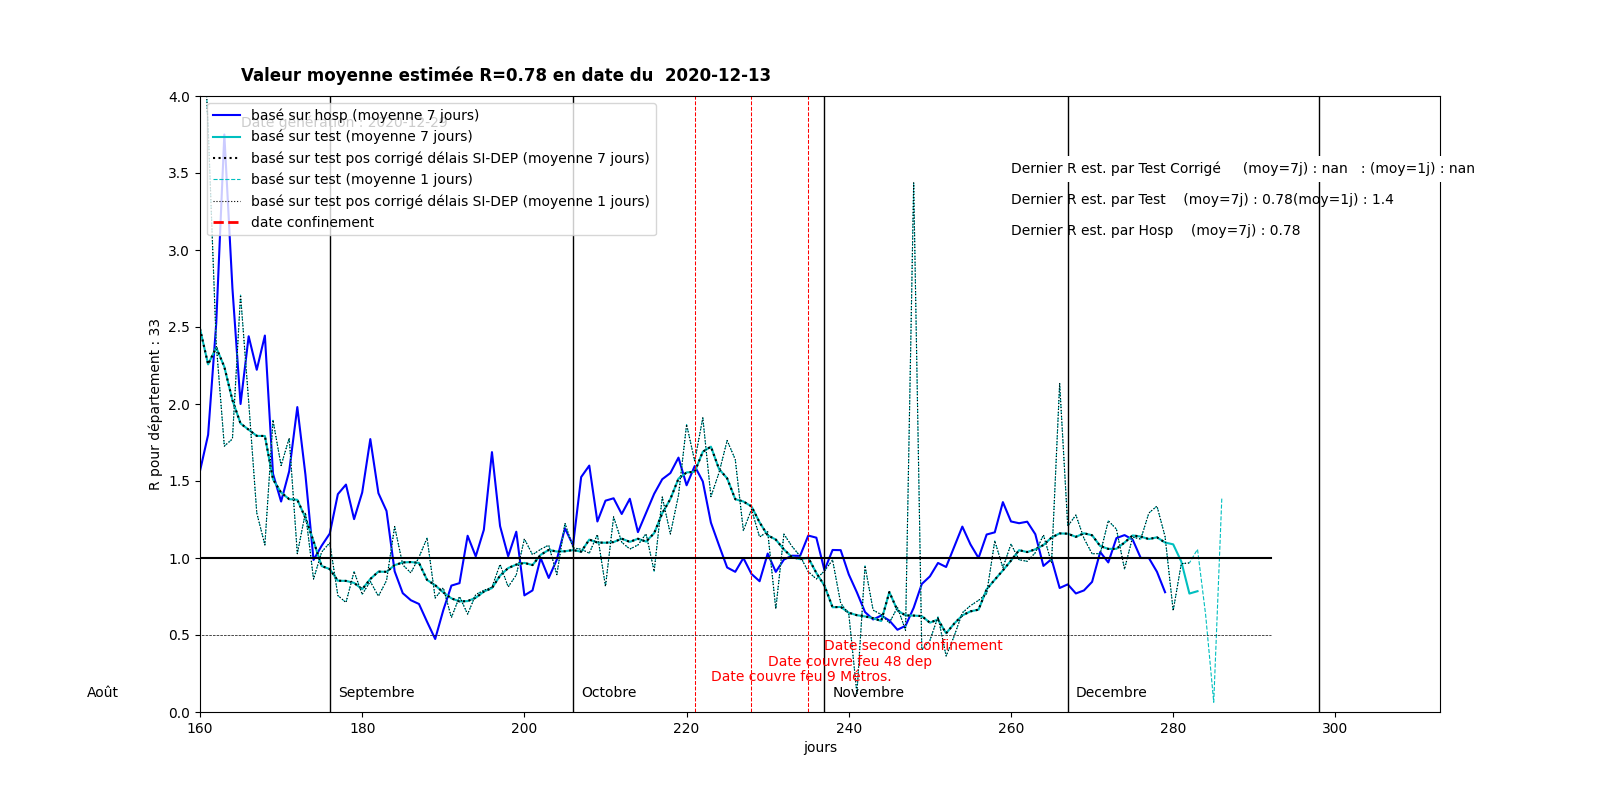 Valeur moyenne estimée R=0.78 en date du  2020-12-13
Date génération : 2020-12-29
basé sur hosp (moyenne 7 jours)
basé sur test (moyenne 7 jours)
basé sur test pos corrigé délais SI-DEP (moyenne 7 jours)
basé sur test (moyenne 1 jours)
basé sur test pos corrigé délais SI-DEP (moyenne 1 jours)
date confinement
Dernier R est. par Test Corrigé     (moy=7j) : nan   : (moy=1j) : nan
Dernier R est. par Test    (moy=7j) : 0.78(moy=1j) : 1.4
Dernier R est. par Hosp    (moy=7j) : 0.78
R pour département : 33
4.0
3.5
3.0
2.5
2.0
1.5
1.0
0.5
0.0
Date second confinement
Date couvre feu 48 dep
Date couvre feu 9 Métros.
Août Septembre Octobre Novembre Decembre
160 180 200 220 240 260 280 300
jours